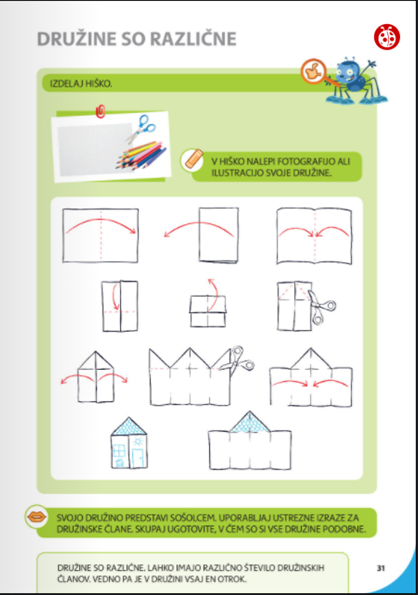 DRUŽINE SO RAZLIČNE
IZDELAJ HIŠKO.
V HIŠKO NALEPI FOTOGRAFIJO ALI
ILUSTRACIJO SVOJE DRUŽINE.
SVOJO DRUŽINO PREDSTAVI SOŠOLCEM. UPORABLJAJ USTREZNE IZRAZE ZA
DRUŽINSKE ČLANE. SKUPAJ UGOTOVITE, V ČEM SO SI VSE DRUŽINE PODOBNE.
DRUŽINE SO RAZLIČNE. LAHKO IMAJO RAZLIČNO ŠTEVILO DRUŽINSKIH
ČLANOV. VEDNO PA JE V DRUŽINI VSAJ EN OTROK.
31